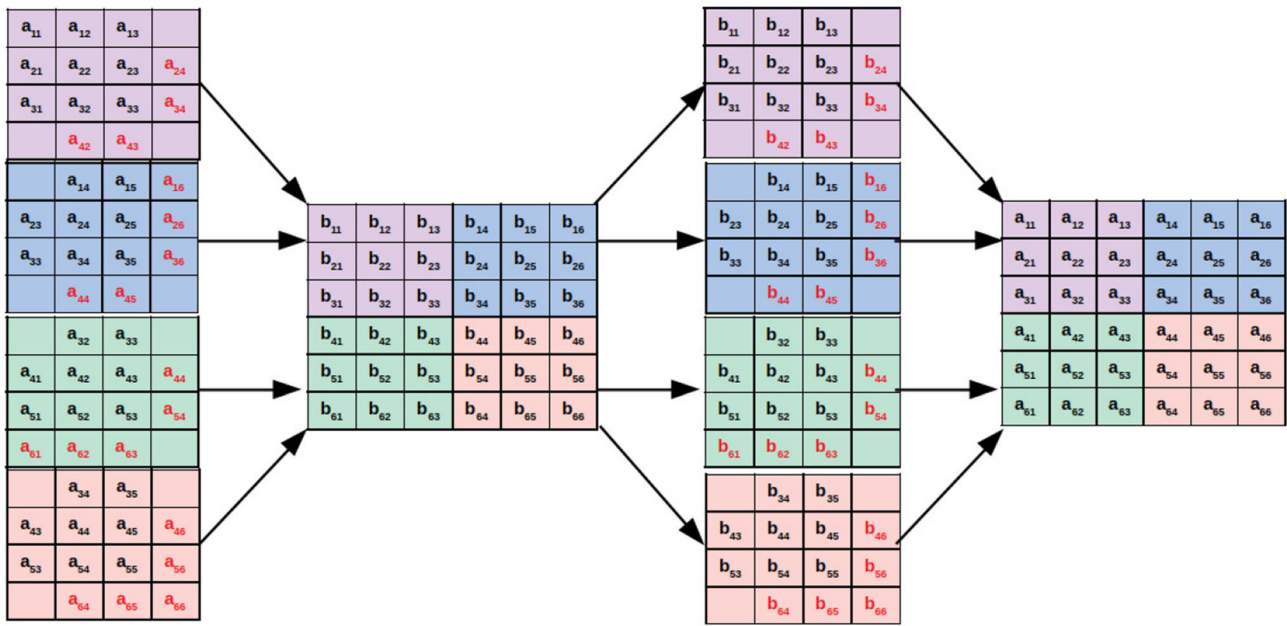 a11 a12 a13
a21 a22 a23 a24
a31 a32 a33 a34
a42 a43
a14 a15 a16
a23 a24 a25 a26
a33 a34 a35 a36
a44 a45
a32 a33
a41 a42 a43 a44
a51 a52 a53 a54
a61 a62 a63
a34 a35
a43 a44 a45 a46
a53 a54 a55 a56
a64 a65 a66
b11 b12 b13 b14 b15 b16
b21 b22 b23 b24 b25 b26
b31 b32 b33 b34 b35 b36
b41 b42 b43 b44 b45 b46
b51 b52 b53 b54 b55 b56
b61 b62 b63 b64 b65 b66
b11 b12 b13
b21 b22 b23 b24
b31 b32 b33 b34
b42 b43
b14 b15 b16
b23 b24 b25 b26
b33 b34 b35 b36
b44 b45
b32 b33
b41 b42 b43 b44
b51 b52 b53 b54
b61 b62 b63
b34 b35
b43 b44 b45 b46
b53 b54 b55 b56
b64 b65 b66
a11 a12 a13 a14 a15 a16
a21 a22 a23 a24 a25 a26
a31 a32 a33 a34 a35 a36
a41 a42 a43 a44 a45 a46
a51 a52 a53 a54 a55 a56
a61 a62 a63 a64 a65 a66